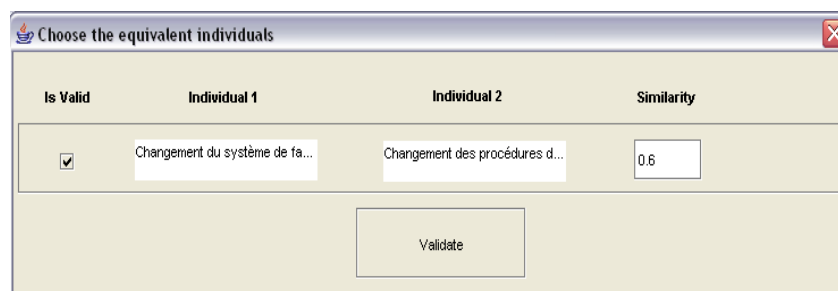 Choose the equivalent individuals
Is Valid Individual 1 Individual 2 Similarity
Changement du système de fa... Changement des procédures d... 0.6
Validate